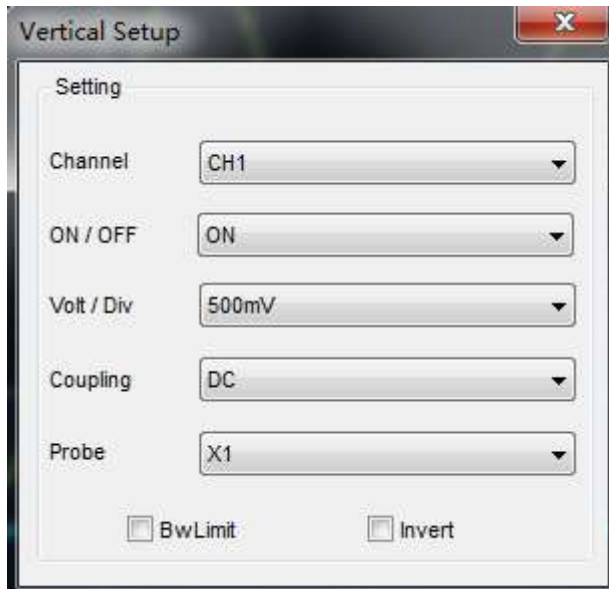 Vertical Setup
Setting
Channel CH1
ON / OFF ON
Volt / Div 500mV
Coupling DC
Probe X1
BwLimit Invert